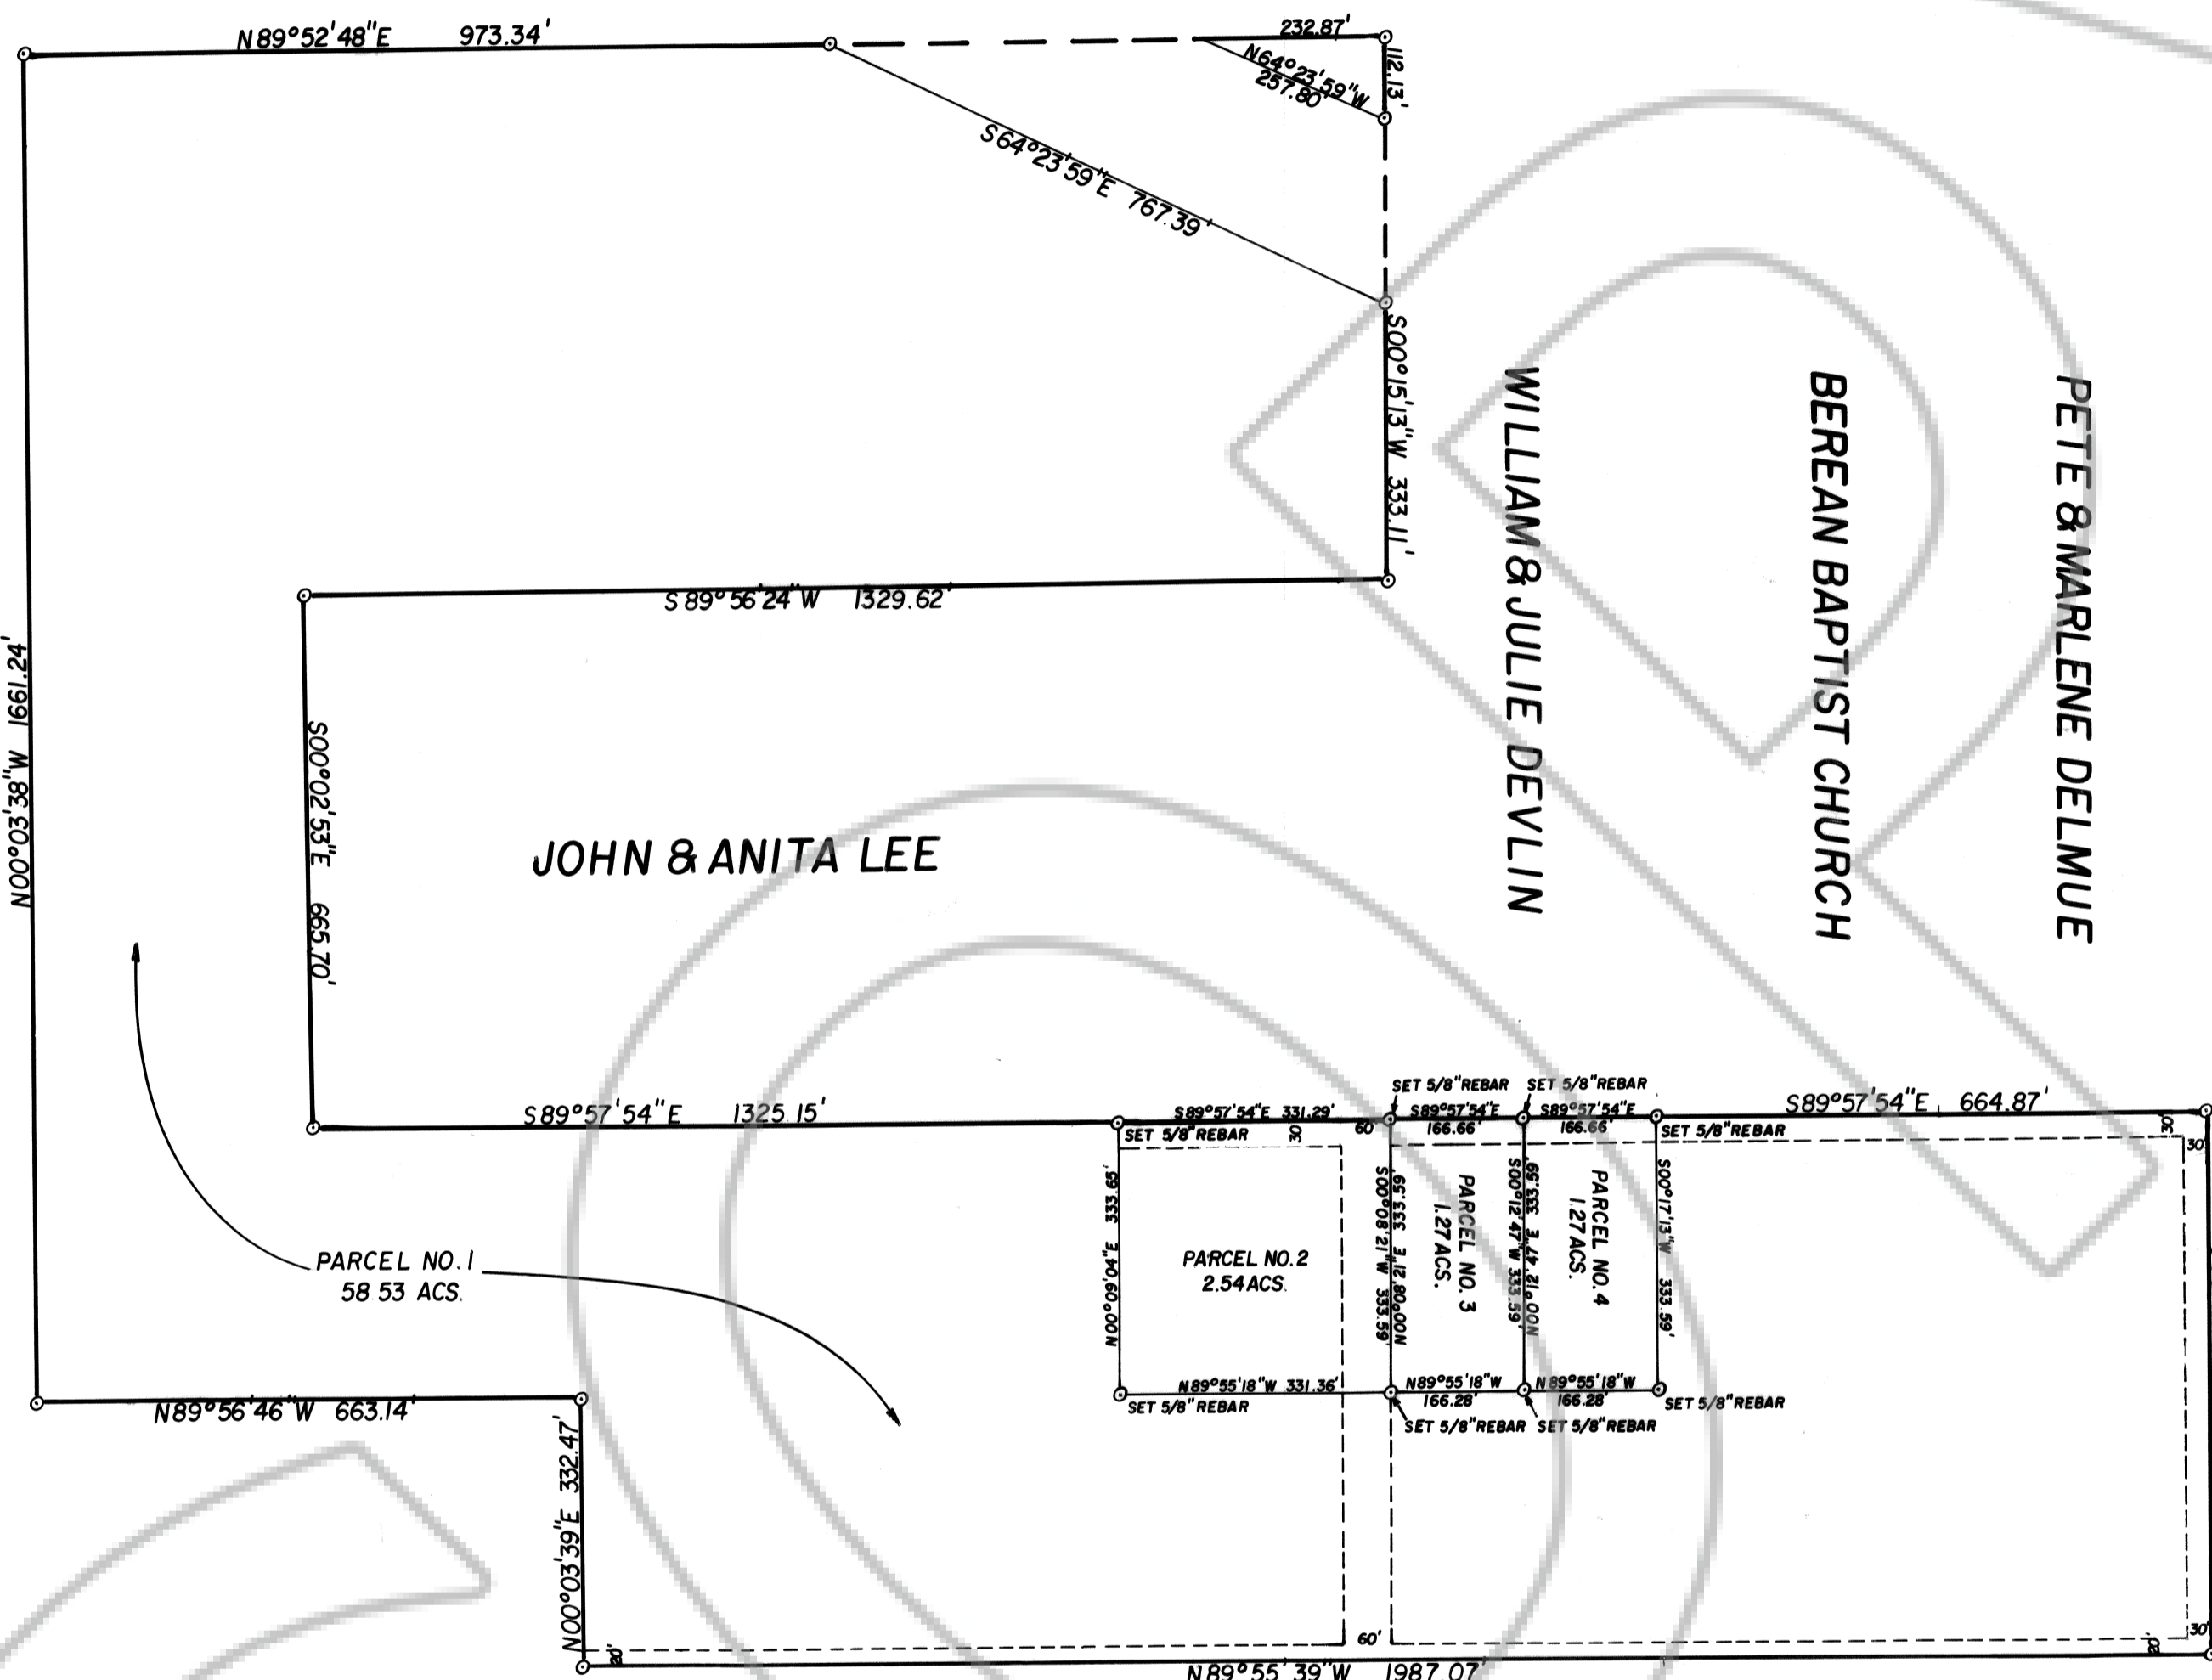 N89°52'48"E 973.34'
232.87'
112.13'
N64°23'59"W
257.80'
S64°23'59"E 767.39'
S00°15'13"W 333.11'
WILLIAM & JULIE DEVLIN
BEREAN BAPTIST CHURCH
PETE & MARLENE DELMUE
S89°56'24"W 1329.62'
N00°03'38"W 1661.24'
S00°02'53"E 665.70'
JOHN & ANITA LEE
SET 5/8" REBAR
SET 5/8" REBAR
S89°57'54"E 1325.15'
S89°57'54"E 331.29'
S89°57'54"E
166.66'
S89°57'54"E
166.66'
S89°57'54"E 664.87'
SET 5/8" REBAR
30'
60'
SET 5/8" REBAR
30'
30'
N00°09'04"E 333.65'
S00°08'21"W 333.59'
N00°08'21"E 333.59'
PARCEL NO. 3
1.27 ACS.
S00°12'47"W 333.59'
N00°12'47"E 333.59'
PARCEL NO. 4
1.27 ACS.
S00°17'13"W 333.59'
PARCEL NO. 1
58.53 ACS.
PARCEL NO. 2
2.54 ACS.
N89°55'18"W 331.36'
N89°55'18"W
166.28'
N89°55'18"W
166.28'
SET 5/8" REBAR
SET 5/8" REBAR
SET 5/8" REBAR
SET 5/8" REBAR
N89°56'46"W 663.14'
N00°03'39"E 332.47'
20'
60'
20'
30'
N89°55'39"W 1987.07'